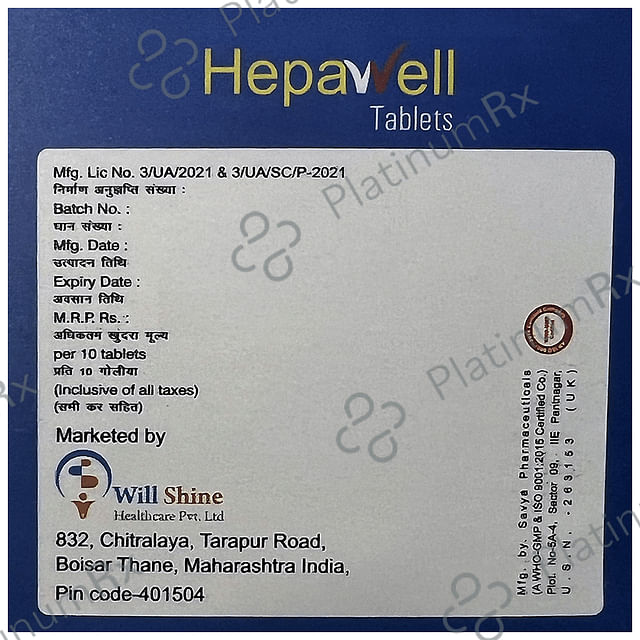 Hepawell
Tablets
Mfg. Lic No. 3/UA/2021 & 3/UA/SC/P-2021
निर्माण अनुज्ञप्ति संख्या :
Batch No. :
घान संख्या :
Mfg. Date :
उत्पादन तिथि
Expiry Date :
अवसान तिथि
M.R.P. Rs. :
अधिकतम खुदरा मूल्य
per 10 tablets
प्रति 10 गोलीया
(Inclusive of all taxes)
(सभी कर सहित)
Marketed by
Will Shine
Healthcare Pvt. Ltd
832, Chitralaya, Tarapur Road,
Boisar Thane, Maharashtra India,
Pin code-401504
Mfg. by. Savya Pharmaceuticals
(A WHO-GMP & ISO 9001:2015 Certified Co.)
Plot. No-5A-4, Sector 09, IIE Pantnagar,
U.S.N. -263153 (UK)
PlatinumRx
PlatinumRx
PlatinumRx